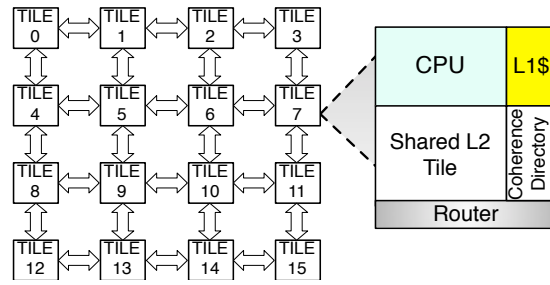 TILE TILE TILE TILE
0 1 2 3
TILE TILE TILE TILE
4 5 6 7
TILE TILE TILE TILE
8 9 10 11
TILE TILE TILE TILE
12 13 14 15
CPU
L1$
Shared L2
Tile
Coherence
Directory
Router